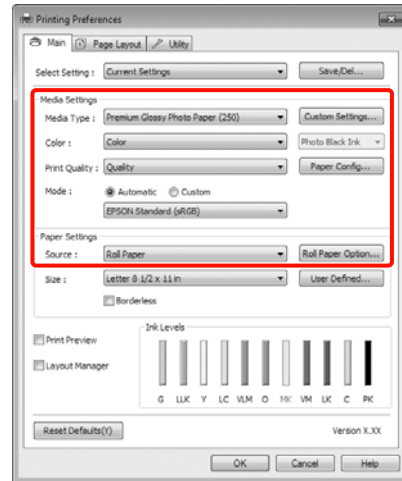 Printing Preferences
Main Page Layout Utility
Select Setting : Current Settings Save/Del...
Media Settings
Media Type : Premium Glossy Photo Paper (250) Custom Settings...
Color : Color Photo Black Ink
Print Quality : Quality Paper Config...
Mode : Automatic Custom
EPSON Standard (sRGB)
Paper Settings
Source : Roll Paper Roll Paper Option...
Size : Letter 8 1/2 x 11 in User Defined...
Borderless
Ink Levels
Print Preview
Layout Manager
G LLK Y LC VLM O MK VM LK C PK
Reset Defaults(Y) Version X.XX
OK Cancel Help